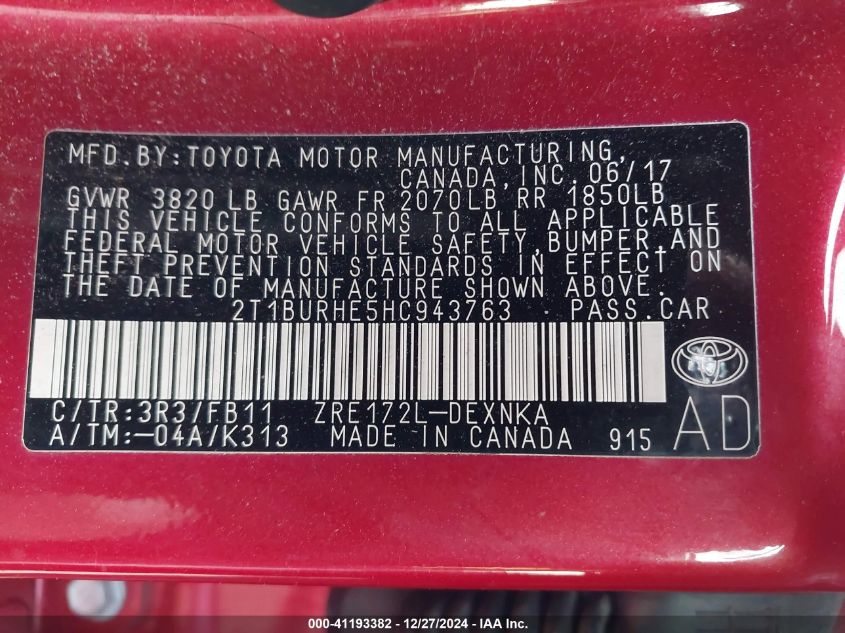 MFD.BY:TOYOTA MOTOR MANUFACTURING,
CANADA,INC.06/17
GVWR 3820 LB GAWR FR 2070LB RR 1850LB
THIS VEHICLE CONFORMS TO ALL APPLICABLE
FEDERAL MOTOR VEHICLE SAFETY,BUMPER,AND
THEFT PREVENTION STANDARDS IN EFFECT ON
THE DATE OF MANUFACTURE SHOWN ABOVE.
2T1BURHE5HC943763 PASS.CAR
C/TR:3R3/FB11 ZRE172L-DEXNKA
A/TM:-04A/K313 MADE IN CANADA 915 AD
000-41193382 - 12/27/2024 - IAA Inc.